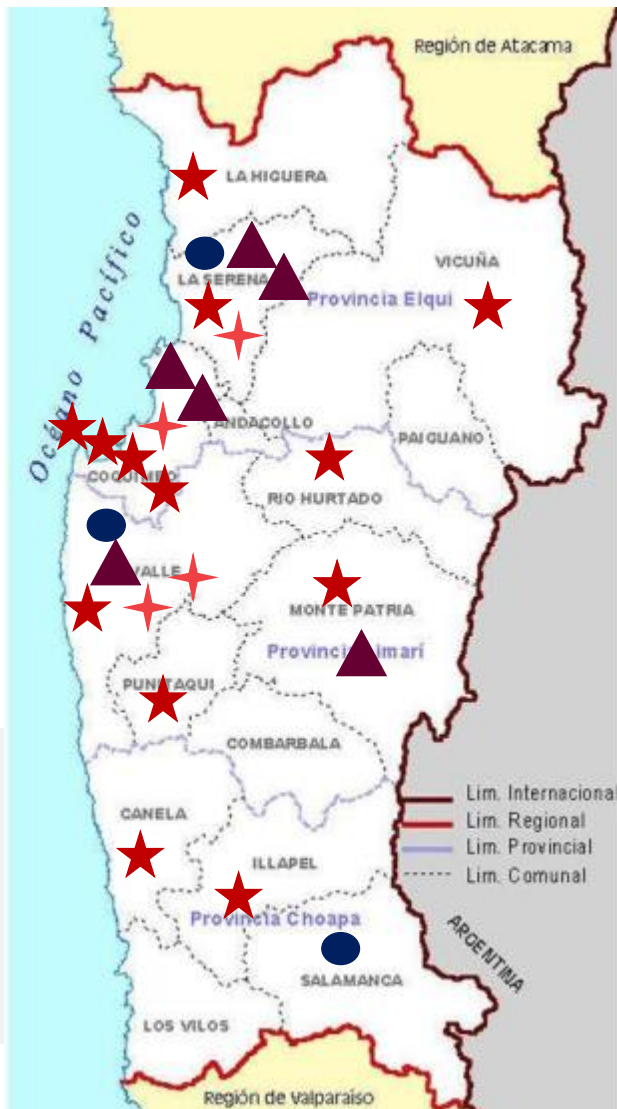 Región de Atacama
LA HIGUERA
Océano Pacífico
VICUÑA
LA SERENA
Provincia Elqui
ANDACOLLO
PAIGUANO
COQUIMBO
RIO HURTADO
VALLE
MONTE PATRIA
Provincia Limarí
PUNITAQUI
COMBARBALA
Lim. Internacional
CANELA
Lim. Regional
Lim. Provincial
ILLAPEL
Lim. Comunal
Provincia Choapa
ARGENTINA
SALAMANCA
LOS VILOS
Región de Valparaíso